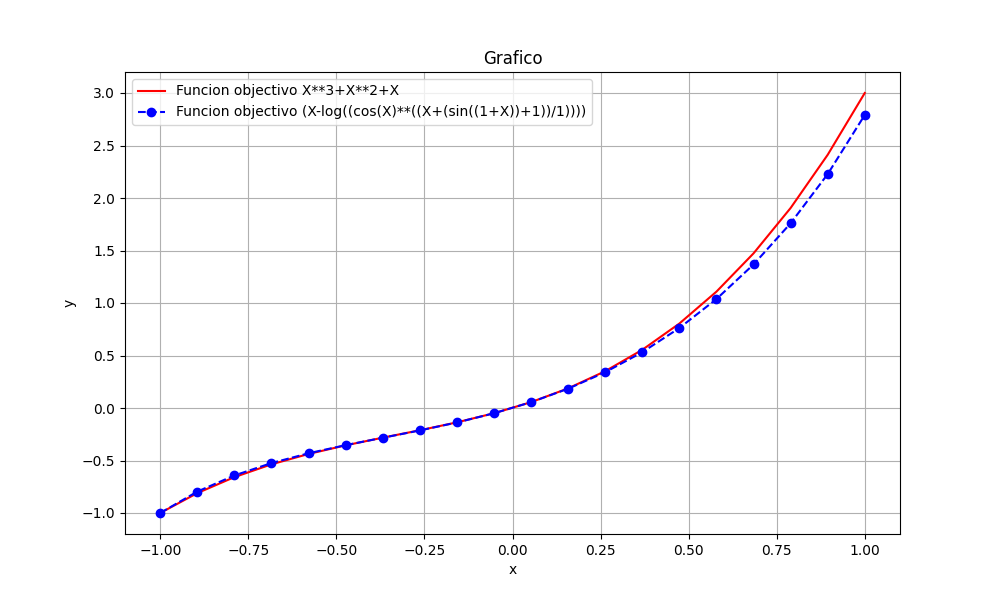 Grafico
Funcion objectivo X**3+X**2+X
Funcion objectivo (X-log((cos(X)**((X+(sin((1+X))+1))/1))))
3.0
2.5
2.0
1.5
1.0
0.5
0.0
−0.5
−1.0
y
−1.00 −0.75 −0.50 −0.25 0.00 0.25 0.50 0.75 1.00
x